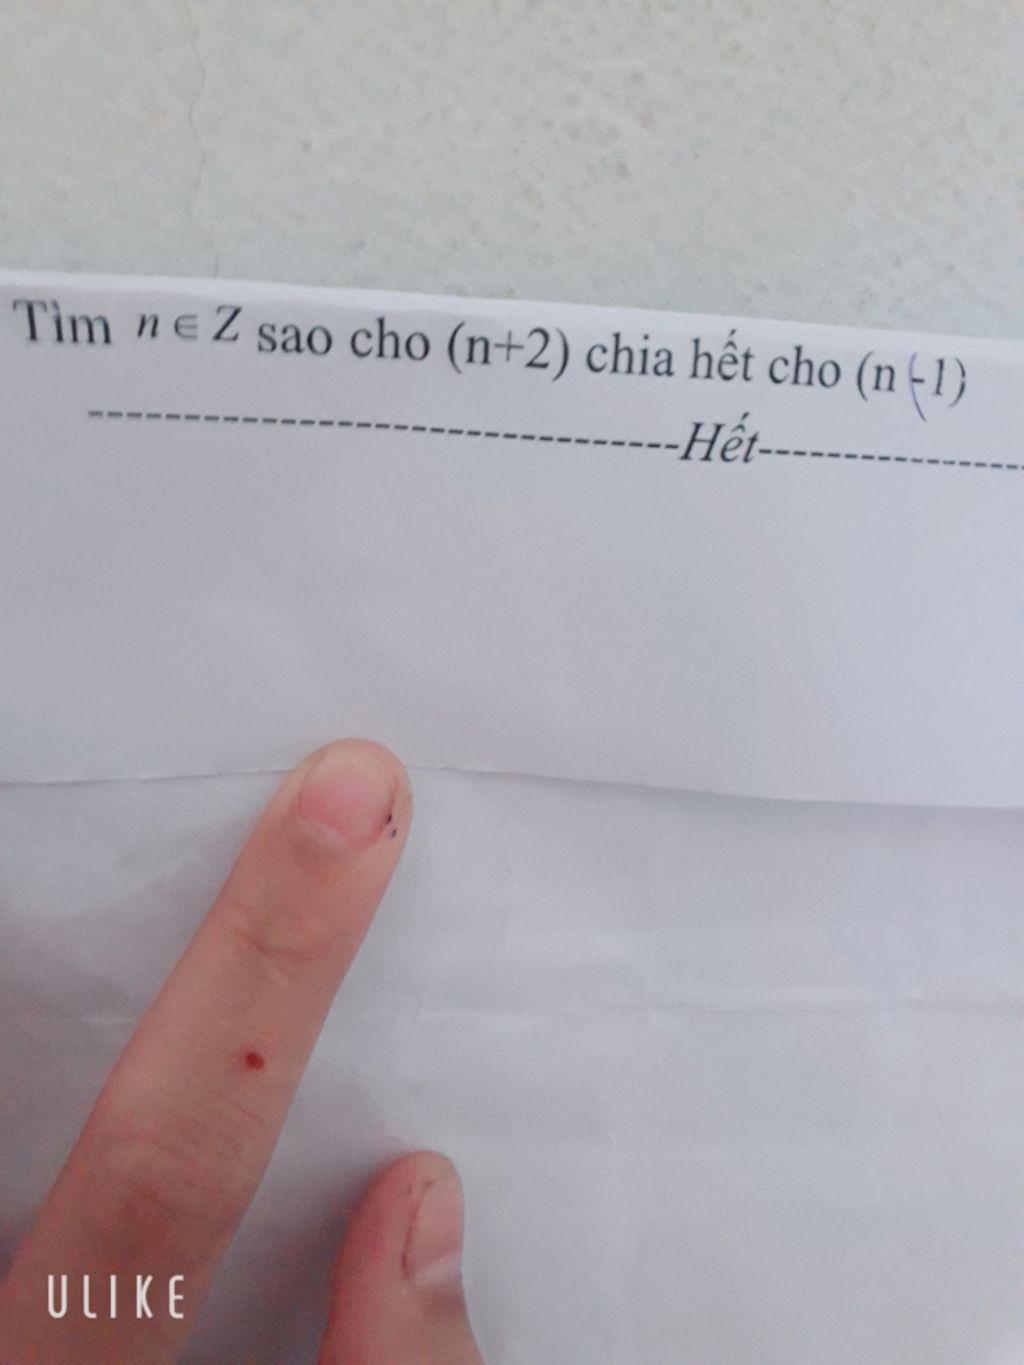 Tìm n ∈ Z sao cho (n+2) chia hết cho (n -1)
--------------------------------Hết----------------
ULIKE